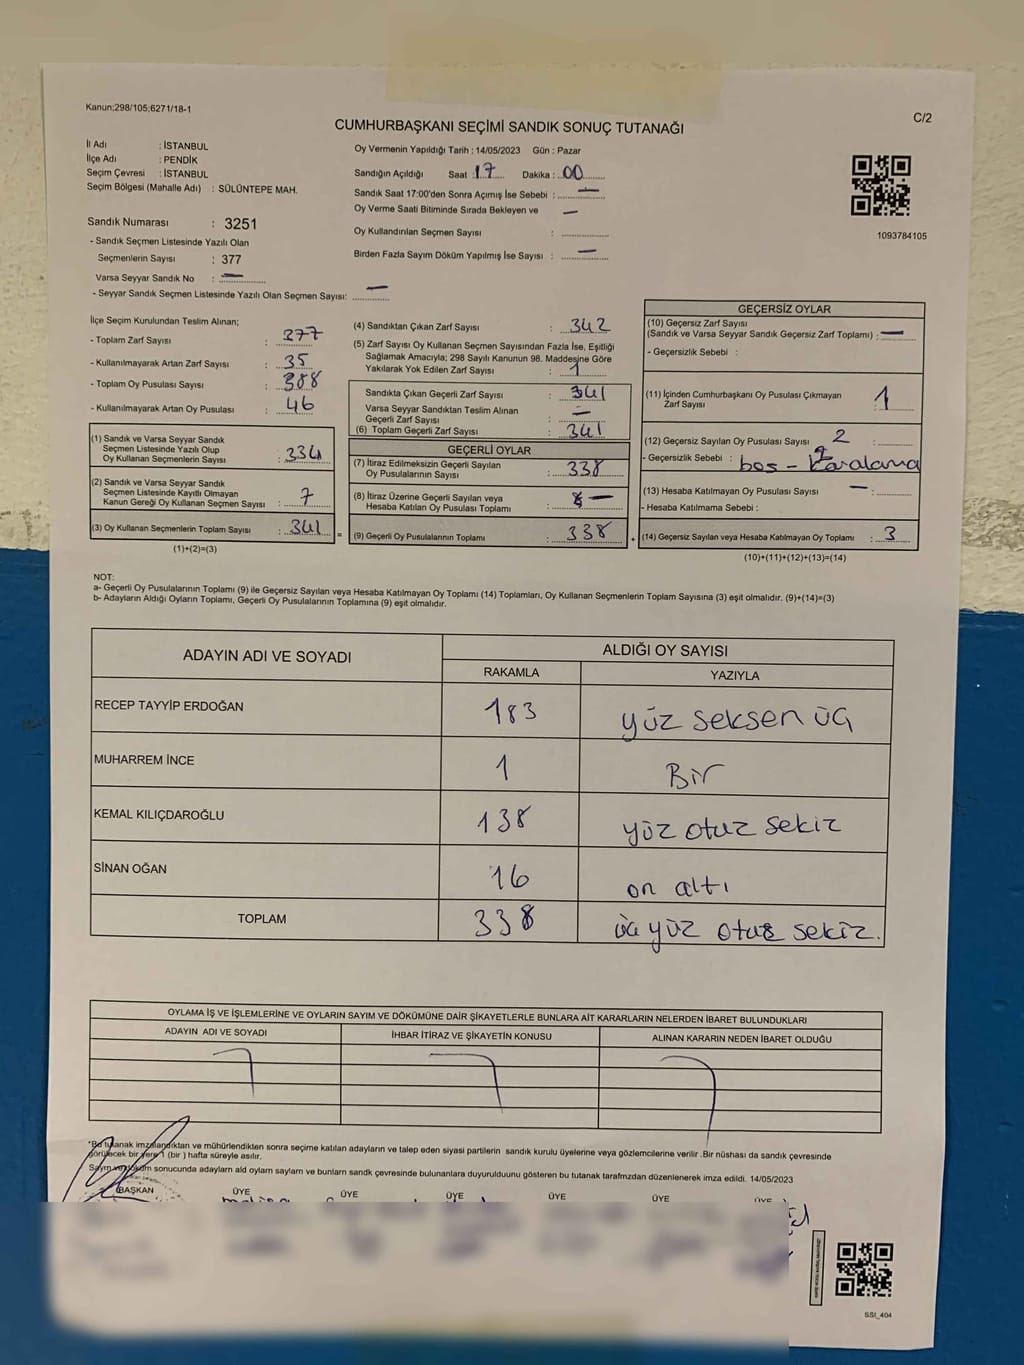 Kanun;298/105,6271/18-1
C/2
CUMHURBAŞKANI SEÇİMİ SANDIK SONUÇ TUTANAĞI
İl Adı : İSTANBUL
İlçe Adı : PENDİK
Seçim Çevresi : İSTANBUL
Seçim Bölgesi (Mahalle Adı) : SÜLÜNTEPE MAH.
Oy Vermenin Yapıldığı Tarih : 14/05/2023 Gün : Pazar
Sandığın Açıldığı Saat : 17 Dakika : 00
Sandık Saat 17:00'den Sonra Açımış İse Sebebi : —
Oy Verme Saati Bitiminde Sırada Bekleyen ve —
Oy Kullandırılan Seçmen Sayısı :
Birden Fazla Sayım Döküm Yapılmış İse Sayısı : —
1093784105
Sandık Numarası : 3251
- Sandık Seçmen Listesinde Yazılı Olan
Seçmenlerin Sayısı : 377
Varsa Seyyar Sandık No : —
- Seyyar Sandık Seçmen Listesinde Yazılı Olan Seçmen Sayısı: —
İlçe Seçim Kurulundan Teslim Alınan;
- Toplam Zarf Sayısı : 377
- Kullanılmayarak Artan Zarf Sayısı : 35
- Toplam Oy Pusulası Sayısı : 388
- Kullanılmayarak Artan Oy Pusulası : 46
(1) Sandık ve Varsa Seyyar Sandık
Seçmen Listesinde Yazılı Olup
Oy Kullanan Seçmenlerin Sayısı : 334
(2) Sandık ve Varsa Seyyar Sandık
Seçmen Listesinde Kayıtlı Olmayan
Kanun Gereği Oy Kullanan Seçmen Sayısı : 7
(3) Oy Kullanan Seçmenlerin Toplam Sayısı : 341
(1)+(2)=(3)
(4) Sandıktan Çıkan Zarf Sayısı : 342
(5) Zarf Sayısı Oy Kullanan Seçmen Sayısından Fazla İse, Eşitliği
Sağlamak Amacıyla; 298 Sayılı Kanunun 98. Maddesine Göre
Yakılarak Yok Edilen Zarf Sayısı : 1
Sandıkta Çıkan Geçerli Zarf Sayısı : 341
Varsa Seyyar Sandıktan Teslim Alınan
Geçerli Zarf Sayısı : —
(6) Toplam Geçerli Zarf Sayısı : 341
=
GEÇERLİ OYLAR
(7) İtiraz Edilmeksizin Geçerli Sayılan
Oy Pusulalarının Sayısı : 338
(8) İtiraz Üzerine Geçerli Sayılan veya
Hesaba Katılan Oy Pusulası Toplamı : —
(9) Geçerli Oy Pusulalarının Toplamı : 338
+
GEÇERSİZ OYLAR
(10) Geçersiz Zarf Sayısı
(Sandık ve Varsa Seyyar Sandık Geçersiz Zarf Toplamı) : —
- Geçersizlik Sebebi :
(11) İçinden Cumhurbaşkanı Oy Pusulası Çıkmayan
Zarf Sayısı : 1
(12) Geçersiz Sayılan Oy Pusulası Sayısı : 2
- Geçersizlik Sebebi : boş - Karalama
(13) Hesaba Katılmayan Oy Pusulası Sayısı : —
- Hesaba Katılmama Sebebi :
(14) Geçersiz Sayılan veya Hesaba Katılmayan Oy Toplamı : 3
(10)+(11)+(12)+(13)=(14)
NOT:
a- Geçerli Oy Pusulalarının Toplamı (9) ile Geçersiz Sayılan veya Hesaba Katılmayan Oy Toplamı (14) Toplamları, Oy Kullanan Seçmenlerin Toplam Sayısına (3) eşit olmalıdır. (9)+(14)=(3)
b- Adayların Aldığı Oyların Toplamı, Geçerli Oy Pusulalarının Toplamına (9) eşit olmalıdır.
ADAYIN ADI VE SOYADI
ALDIĞI OY SAYISI
RAKAMLA YAZIYLA
RECEP TAYYİP ERDOĞAN 183 yüz seksen üç
MUHARREM İNCE 1 Bir
KEMAL KILIÇDAROĞLU 138 yüz otuz sekiz
SİNAN OĞAN 16 on altı
TOPLAM 338 üç yüz otuz sekiz.
OYLAMA İŞ VE İŞLEMLERİNE VE OYLARIN SAYIM VE DÖKÜMÜNE DAİR ŞİKAYETLERLE BUNLARA AİT KARARLARIN NELERDEN İBARET BULUNDUKLARI
ADAYIN ADI VE SOYADI İHBAR İTİRAZ VE ŞİKAYETİN KONUSU ALINAN KARARIN NEDEN İBARET OLDUĞU
*Bu tutanak imzalandıktan ve mühürlendikten sonra seçime katılan adayların ve talep eden siyasi partilerin sandık kurulu üyelerine veya gözlemcilerine verilir .Bir nüshası da sandık çevresinde
görülecek bir yere 1 (bir ) hafta süreyle asılır.
Sayım ve döküm sonucunda adayların ald oyların sayların ve bunların sandk çevresinde bulunanlara duyurulduunu gösteren bu tutanak tarafmzdan düzenlenerek imza edildi. 14/05/2023
BAŞKAN ÜYE ÜYE ÜYE ÜYE ÜYE ÜYE
SSI_404